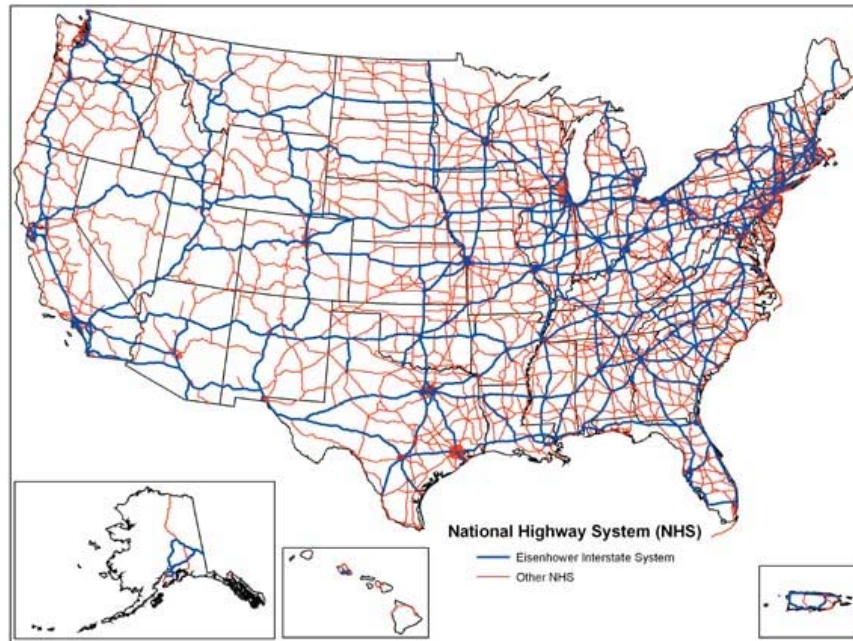 National Highway System (NHS)
Eisenhower Interstate System
Other NHS